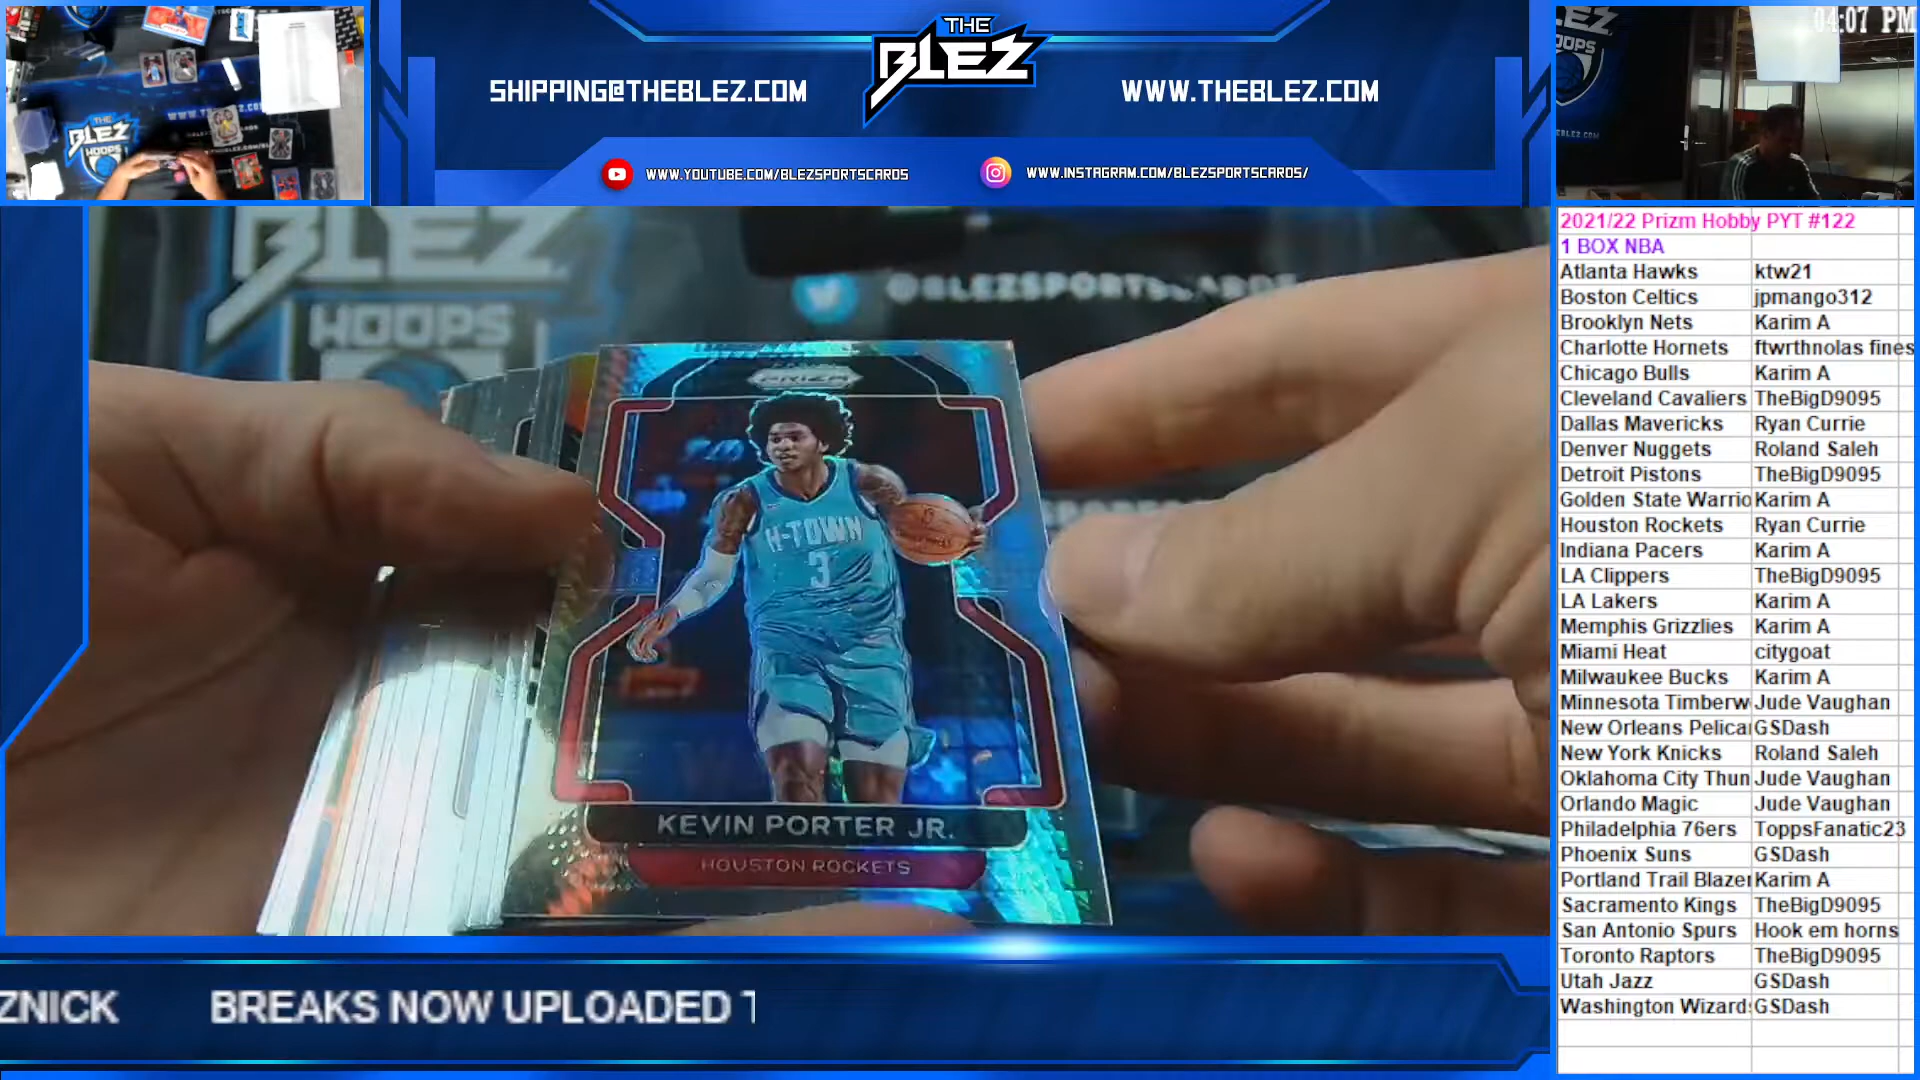 THE
BLEZ
SHIPPING@THEBLEZ.COM
WWW.THEBLEZ.COM
WWW.YOUTUBE.COM/BLEZSPORTSCARDS
WWW.INSTAGRAM.COM/BLEZSPORTSCARDS/
THE
BLEZ
HOOPS
04:07 PM
BLEZ
HOOPS
@BLEZSPORTSCARDS
PRIZM
H-TOWN
3
KEVIN PORTER JR.
HOUSTON ROCKETS
2021/22 Prizm Hobby PYT #122
1 BOX NBA
Atlanta Hawks ktw21
Boston Celtics jpmango312
Brooklyn Nets Karim A
Charlotte Hornets ftwrthnolas fines
Chicago Bulls Karim A
Cleveland Cavaliers TheBigD9095
Dallas Mavericks Ryan Currie
Denver Nuggets Roland Saleh
Detroit Pistons TheBigD9095
Golden State Warrio Karim A
Houston Rockets Ryan Currie
Indiana Pacers Karim A
LA Clippers TheBigD9095
LA Lakers Karim A
Memphis Grizzlies Karim A
Miami Heat citygoat
Milwaukee Bucks Karim A
Minnesota Timberw Jude Vaughan
New Orleans Pelica GSDash
New York Knicks Roland Saleh
Oklahoma City Thun Jude Vaughan
Orlando Magic Jude Vaughan
Philadelphia 76ers ToppsFanatic23
Phoenix Suns GSDash
Portland Trail Blazer Karim A
Sacramento Kings TheBigD9095
San Antonio Spurs Hook em horns
Toronto Raptors TheBigD9095
Utah Jazz GSDash
Washington Wizard GSDash
ZNICK BREAKS NOW UPLOADED T